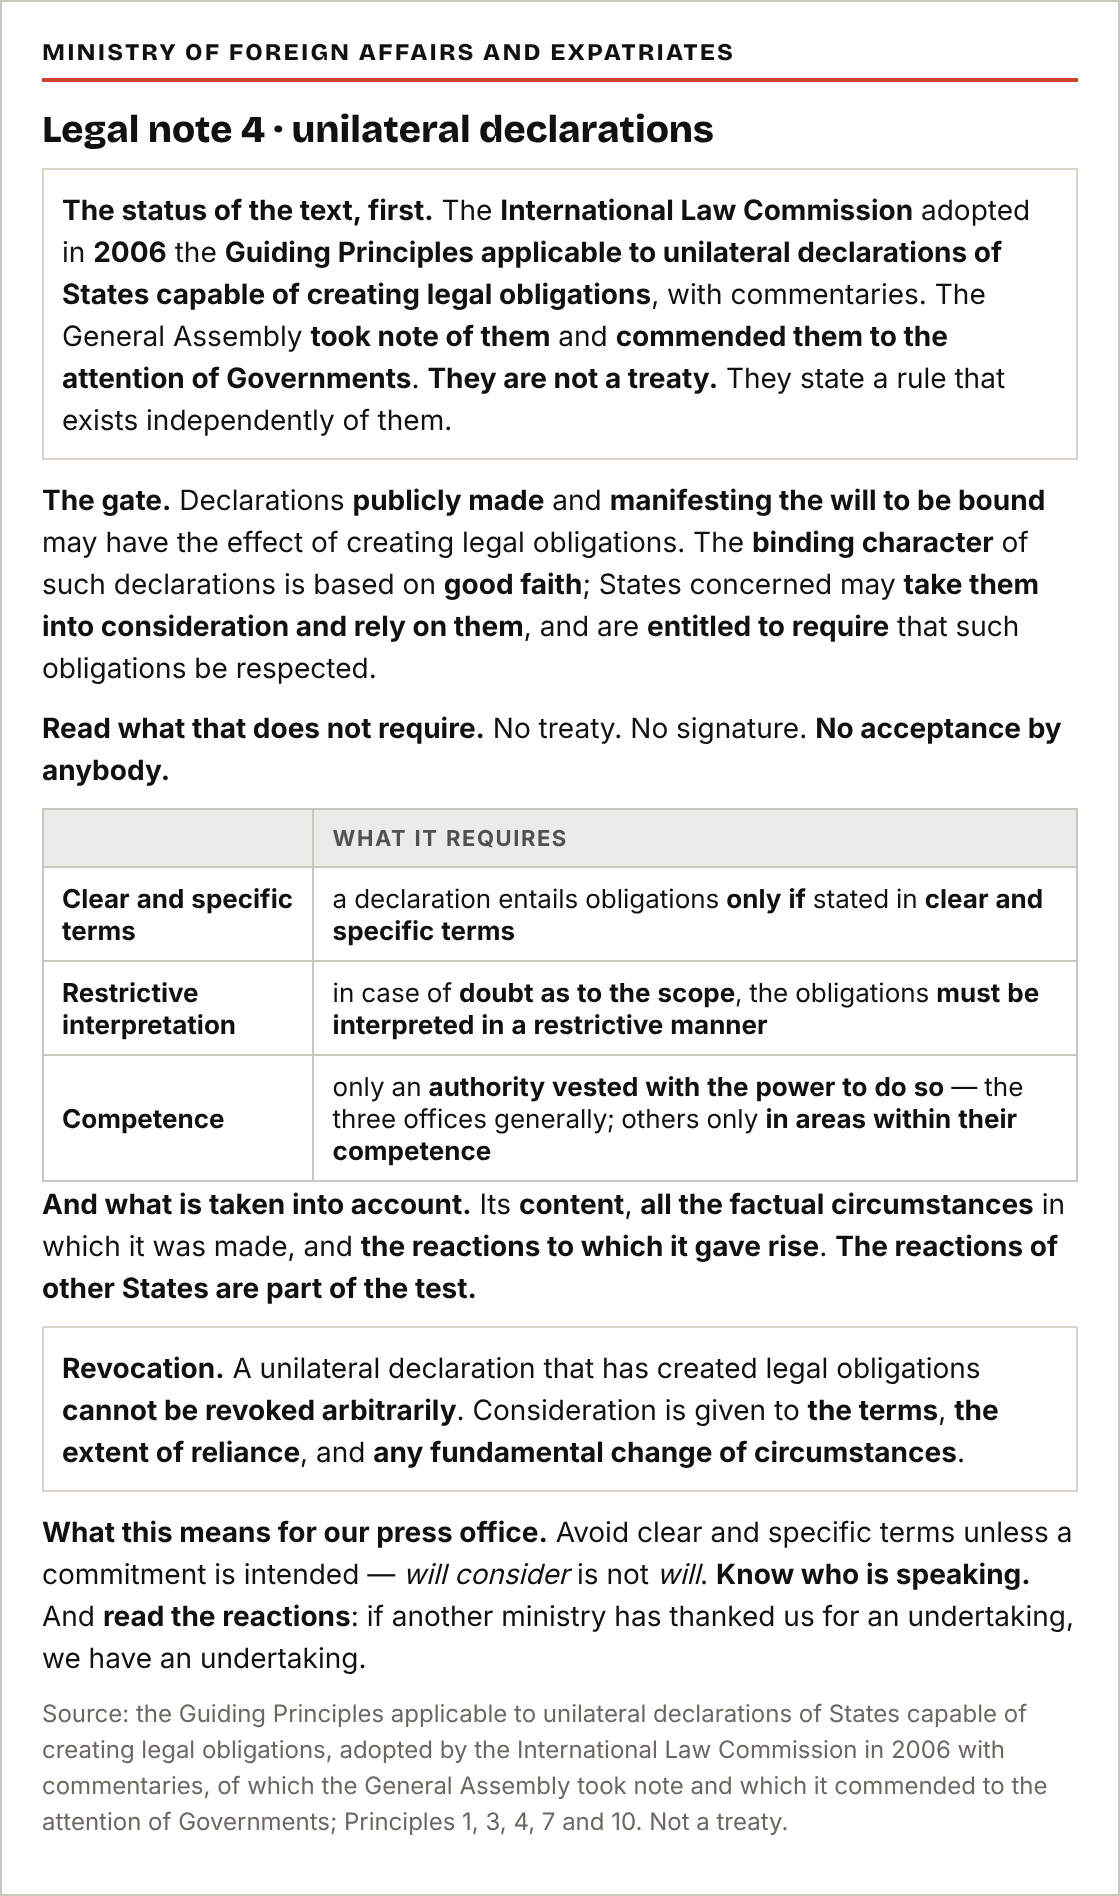 MINISTRY OF FOREIGN AFFAIRS AND EXPATRIATES
Legal note 4 · unilateral declarations
The status of the text, first. The International Law Commission adopted
in 2006 the Guiding Principles applicable to unilateral declarations of
States capable of creating legal obligations, with commentaries. The
General Assembly took note of them and commended them to the
attention of Governments. They are not a treaty. They state a rule that
exists independently of them.
The gate. Declarations publicly made and manifesting the will to be bound
may have the effect of creating legal obligations. The binding character of
such declarations is based on good faith; States concerned may take them
into consideration and rely on them, and are entitled to require that such
obligations be respected.
Read what that does not require. No treaty. No signature. No acceptance by
anybody.
WHAT IT REQUIRES
Clear and specific
terms
a declaration entails obligations only if stated in clear and
specific terms
Restrictive
interpretation
in case of doubt as to the scope, the obligations must be
interpreted in a restrictive manner
Competence
only an authority vested with the power to do so — the
three offices generally; others only in areas within their
competence
And what is taken into account. Its content, all the factual circumstances in
which it was made, and the reactions to which it gave rise. The reactions of
other States are part of the test.
Revocation. A unilateral declaration that has created legal obligations
cannot be revoked arbitrarily. Consideration is given to the terms, the
extent of reliance, and any fundamental change of circumstances.
What this means for our press office. Avoid clear and specific terms unless a
commitment is intended — will consider is not will. Know who is speaking.
And read the reactions: if another ministry has thanked us for an undertaking,
we have an undertaking.
Source: the Guiding Principles applicable to unilateral declarations of States capable of
creating legal obligations, adopted by the International Law Commission in 2006 with
commentaries, of which the General Assembly took note and which it commended to the
attention of Governments; Principles 1, 3, 4, 7 and 10. Not a treaty.